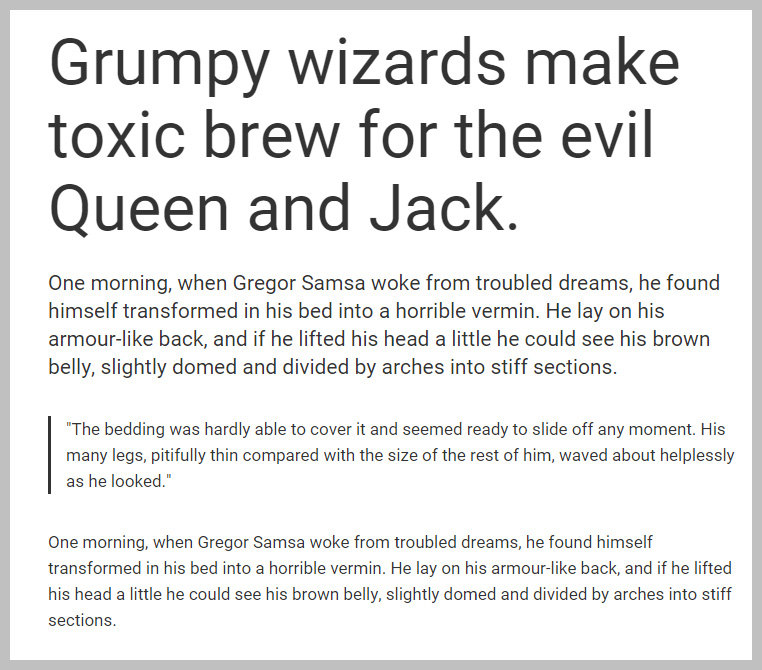 Grumpy wizards make
toxic brew for the evil
Queen and Jack.
One morning, when Gregor Samsa woke from troubled dreams, he found
himself transformed in his bed into a horrible vermin. He lay on his
armour-like back, and if he lifted his head a little he could see his brown
belly, slightly domed and divided by arches into stiff sections.
"The bedding was hardly able to cover it and seemed ready to slide off any moment. His
many legs, pitifully thin compared with the size of the rest of him, waved about helplessly
as he looked."
One morning, when Gregor Samsa woke from troubled dreams, he found himself
transformed in his bed into a horrible vermin. He lay on his armour-like back, and if he lifted
his head a little he could see his brown belly, slightly domed and divided by arches into stiff
sections.